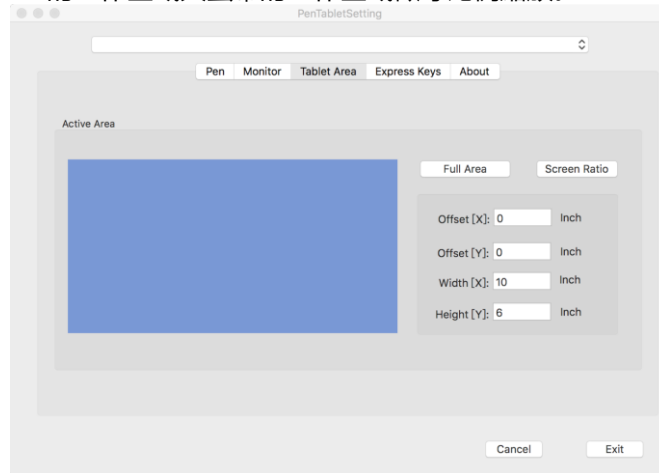 PenTabletSetting
Pen Monitor Tablet Area Express Keys About
Active Area
Full Area Screen Ratio
Offset [X]: 0 Inch
Offset [Y]: 0 Inch
Width [X]: 10 Inch
Height [Y]: 6 Inch
Cancel Exit